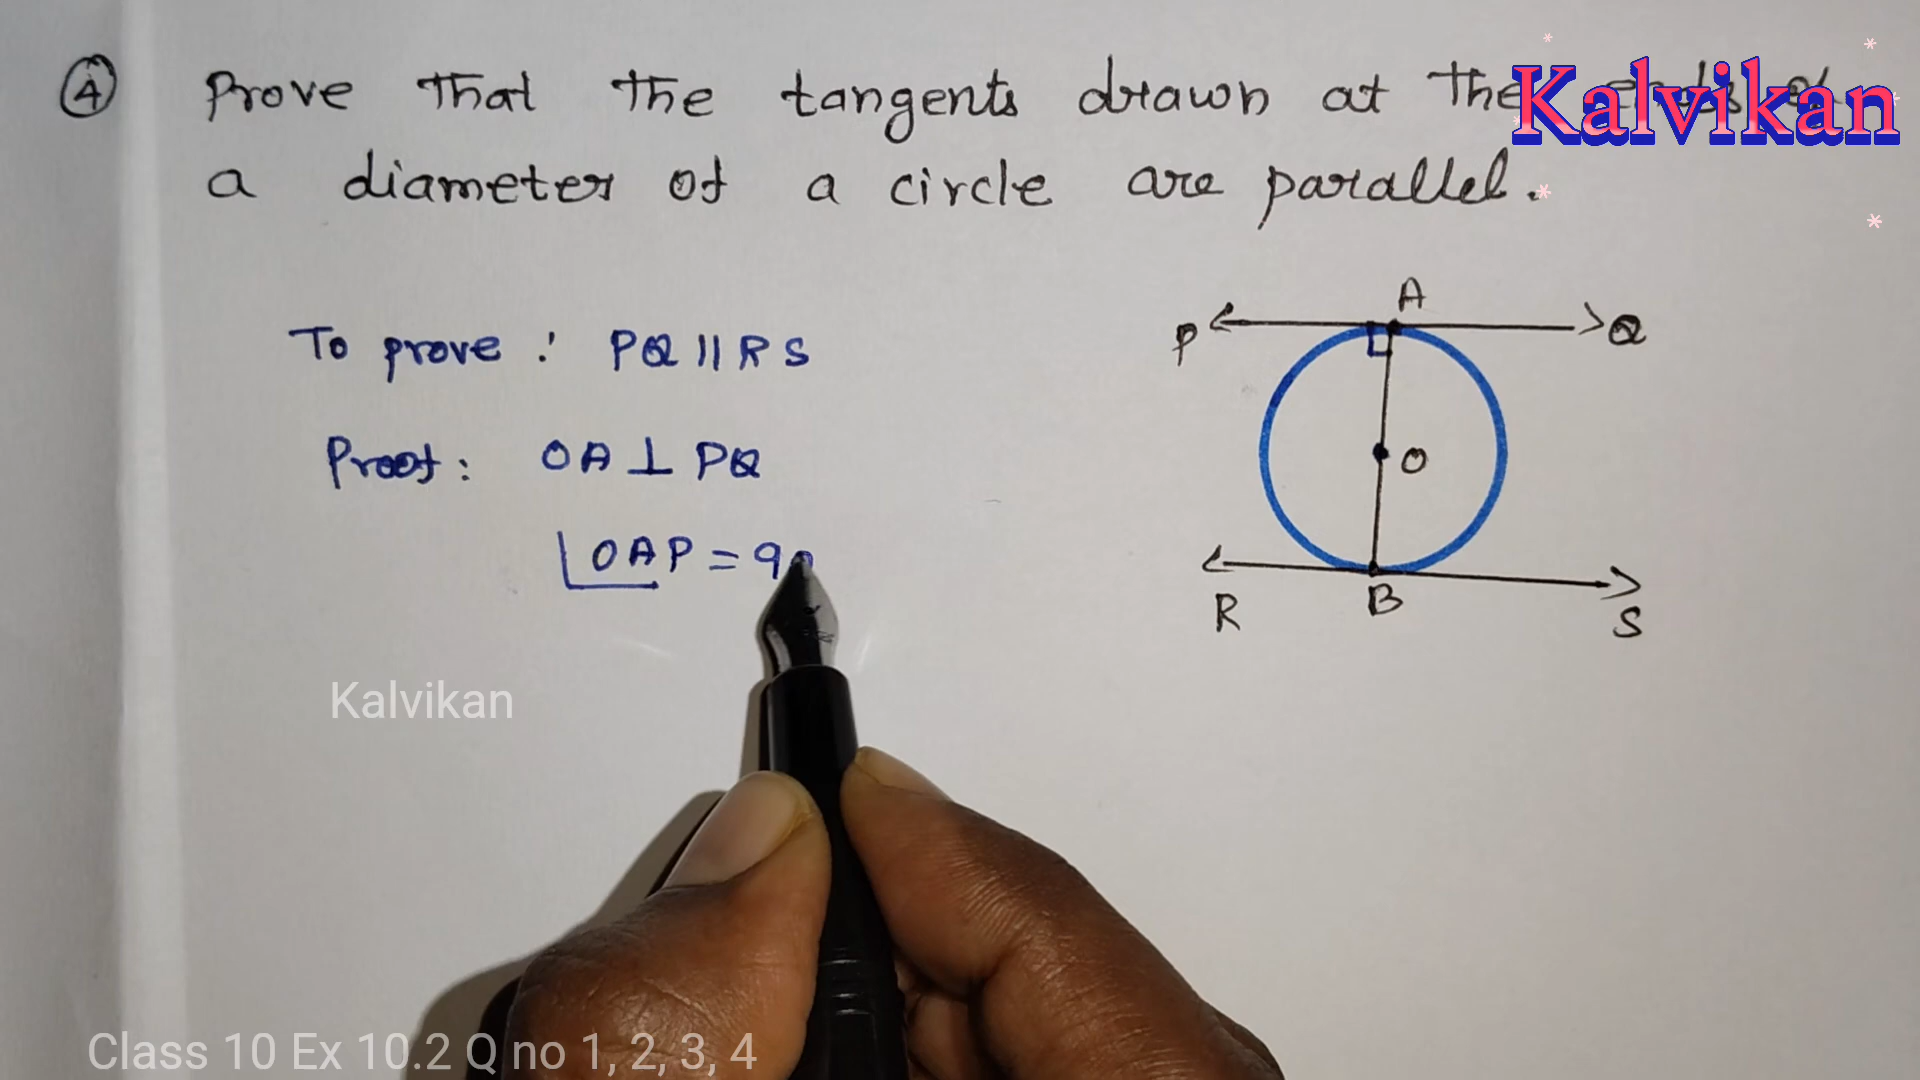 4 Prove that the tangents drawn at the
Kalvikan
a diameter of a circle are parallel.
To prove : PQ || RS
Proof : OA ⊥ PQ
∠OAP = 90
A
P
Q
O
R
B
S
Kalvikan
Class 10 Ex 10.2 Q no 1, 2, 3, 4